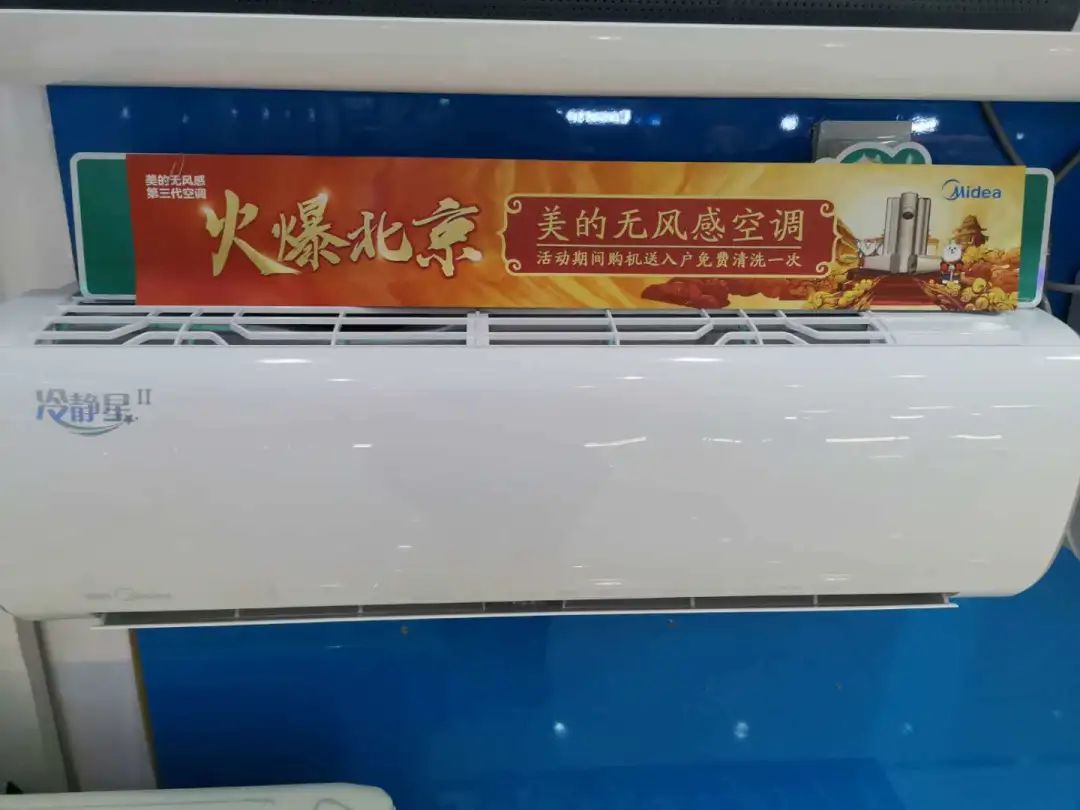 美的无风感
第三代空调
火爆北京
美的无风感空调
活动期间购机送入户免费清洗一次
Midea
冷静星II